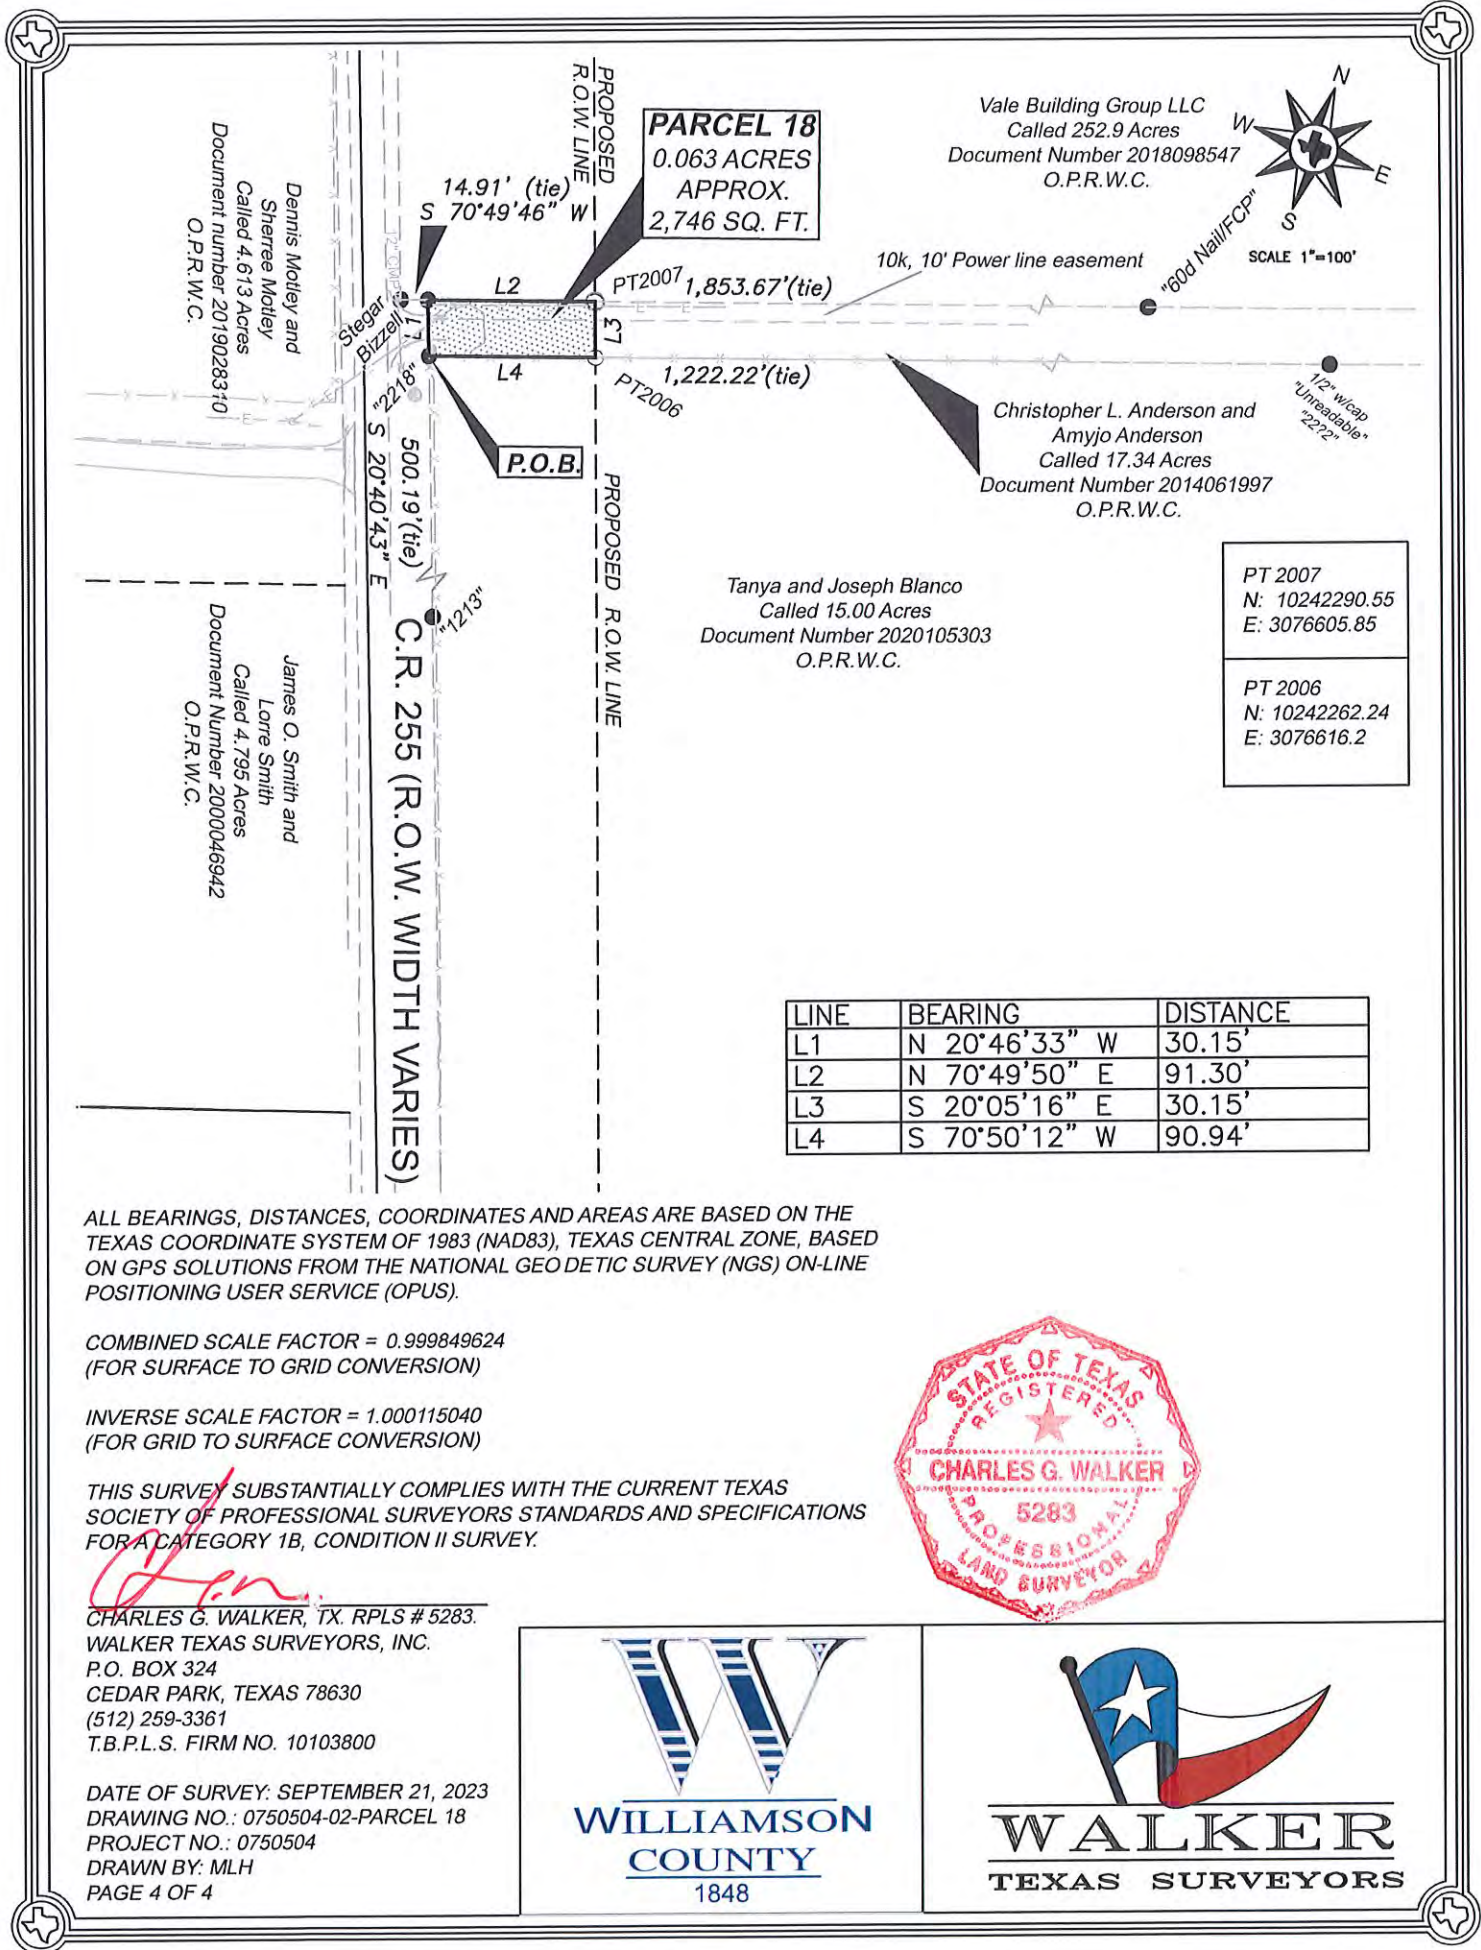 PROPOSED
R.O.W. LINE
PARCEL 18
0.063 ACRES
APPROX.
2,746 SQ. FT.
Vale Building Group LLC
Called 252.9 Acres
Document Number 2018098547
O.P.R.W.C.
N
W
E
S
SCALE 1"=100'
14.91' (tie)
S 70°49'46" W
Dennis Motley and
Sherree Motley
Called 4.613 Acres
Document number 2019028310
O.P.R.W.C.
12" CMP
10k, 10' Power line easement
"60d Nail/FCP"
L2
PT2007
1,853.67'(tie)
Stegar
Bizzell
L1
L3
L4
"2218"
PT2006
1,222.22'(tie)
1/2" w/cap
"Unreadable"
"22?2"
P.O.B.
Christopher L. Anderson and
Amyjo Anderson
Called 17.34 Acres
Document Number 2014061997
O.P.R.W.C.
500.19'(tie)
S 20°40'43" E
PROPOSED R.O.W. LINE
"1213"
Tanya and Joseph Blanco
Called 15.00 Acres
Document Number 2020105303
O.P.R.W.C.
PT 2007
N: 10242290.55
E: 3076605.85
PT 2006
N: 10242262.24
E: 3076616.2
James O. Smith and
Lorre Smith
Called 4.795 Acres
Document Number 2000046942
O.P.R.W.C.
C.R. 255 (R.O.W. WIDTH VARIES)
LINE BEARING DISTANCE
L1 N 20°46'33" W 30.15'
L2 N 70°49'50" E 91.30'
L3 S 20°05'16" E 30.15'
L4 S 70°50'12" W 90.94'
ALL BEARINGS, DISTANCES, COORDINATES AND AREAS ARE BASED ON THE
TEXAS COORDINATE SYSTEM OF 1983 (NAD83), TEXAS CENTRAL ZONE, BASED
ON GPS SOLUTIONS FROM THE NATIONAL GEODETIC SURVEY (NGS) ON-LINE
POSITIONING USER SERVICE (OPUS).
COMBINED SCALE FACTOR = 0.999849624
(FOR SURFACE TO GRID CONVERSION)
INVERSE SCALE FACTOR = 1.000115040
(FOR GRID TO SURFACE CONVERSION)
THIS SURVEY SUBSTANTIALLY COMPLIES WITH THE CURRENT TEXAS
SOCIETY OF PROFESSIONAL SURVEYORS STANDARDS AND SPECIFICATIONS
FOR A CATEGORY 1B, CONDITION II SURVEY.
STATE OF TEXAS
REGISTERED
CHARLES G. WALKER
5283
PROFESSIONAL
LAND SURVEYOR
CHARLES G. WALKER, TX. RPLS # 5283.
WALKER TEXAS SURVEYORS, INC.
P.O. BOX 324
CEDAR PARK, TEXAS 78630
(512) 259-3361
T.B.P.L.S. FIRM NO. 10103800
DATE OF SURVEY: SEPTEMBER 21, 2023
DRAWING NO.: 0750504-02-PARCEL 18
PROJECT NO.: 0750504
DRAWN BY: MLH
PAGE 4 OF 4
W
WILLIAMSON
COUNTY
1848
WALKER
TEXAS SURVEYORS